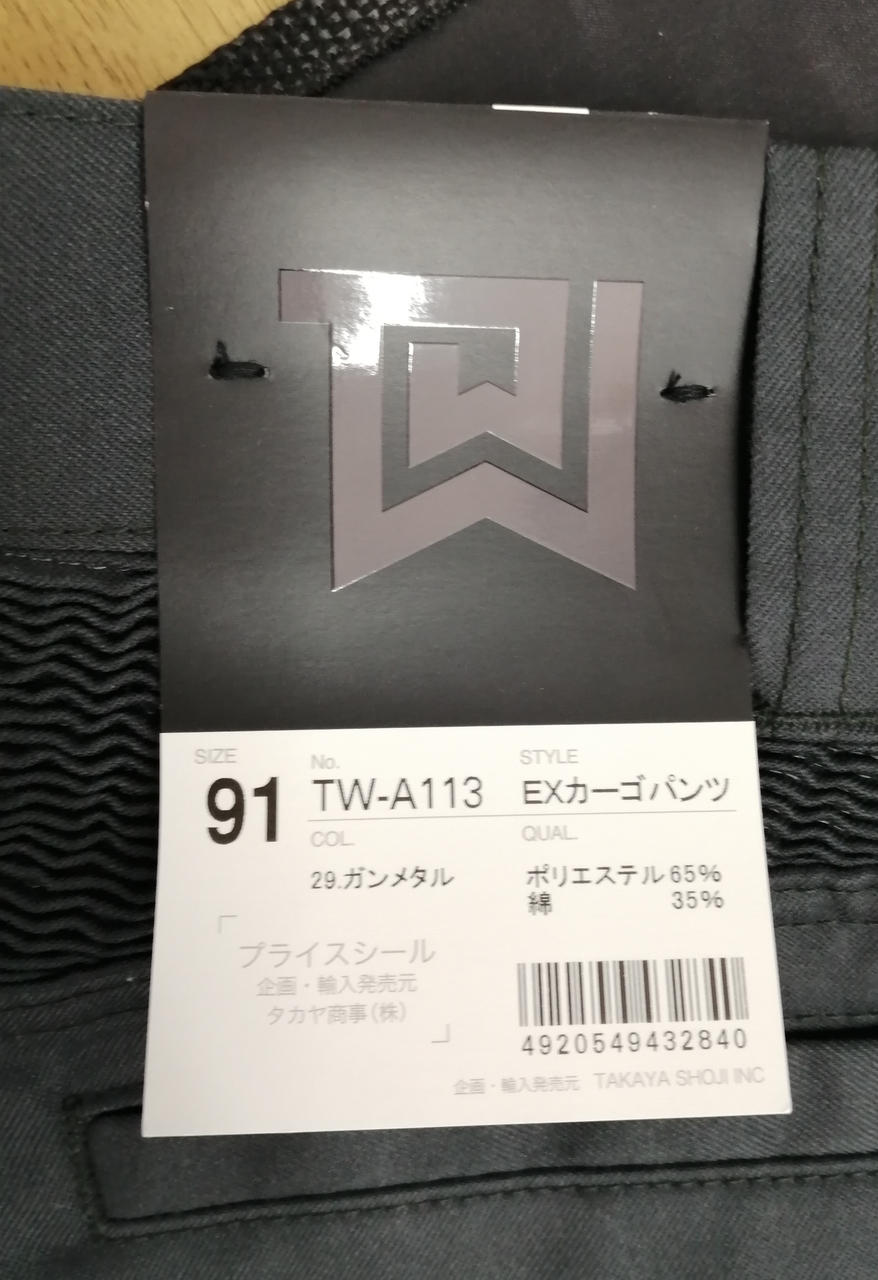 TW
SIZE
91
No.
TW-A113
STYLE
EXカーゴパンツ
COL.
29.ガンメタル
QUAL.
ポリエステル65%
綿 35%
プライスシール
企画・輸入発売元
タカヤ商事(株)
4920549432840
企画・輸入発売元 TAKAYA SHOJI INC